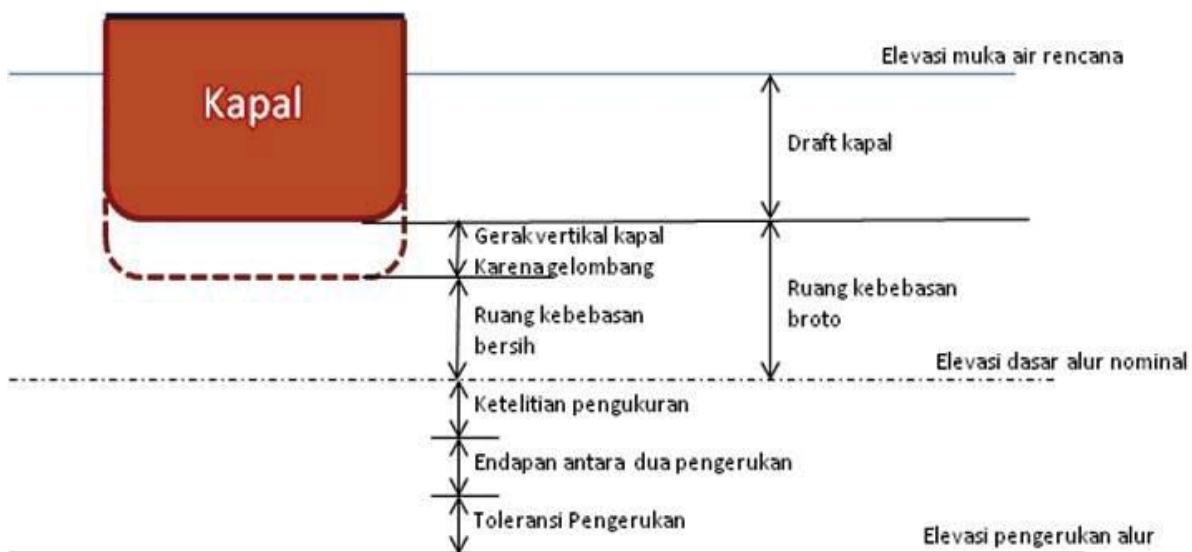 Elevasi muka air rencana
Kapal
Draft kapal
Gerak vertikal kapal
Karena gelombang
Ruang kebebasan
broto
Ruang kebebasan
bersih
Elevasi dasar alur nominal
Ketelitian pengukuran
Endapan antara dua pengerukan
Toleransi Pengerukan
Elevasi pengerukan alur